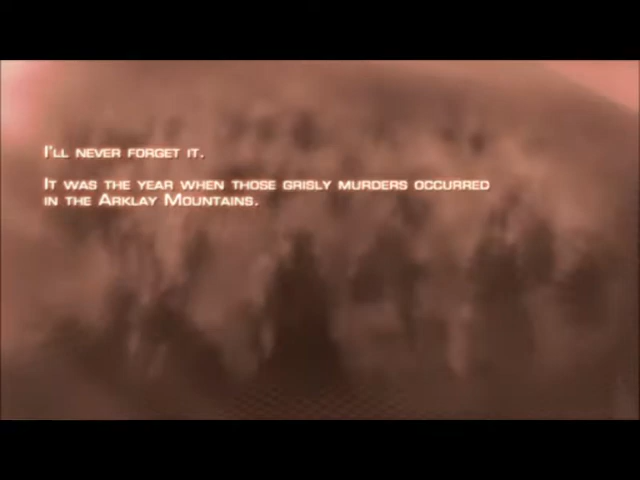 I'll never forget it.
It was the year when those grisly murders occurred
in the Arklay Mountains.